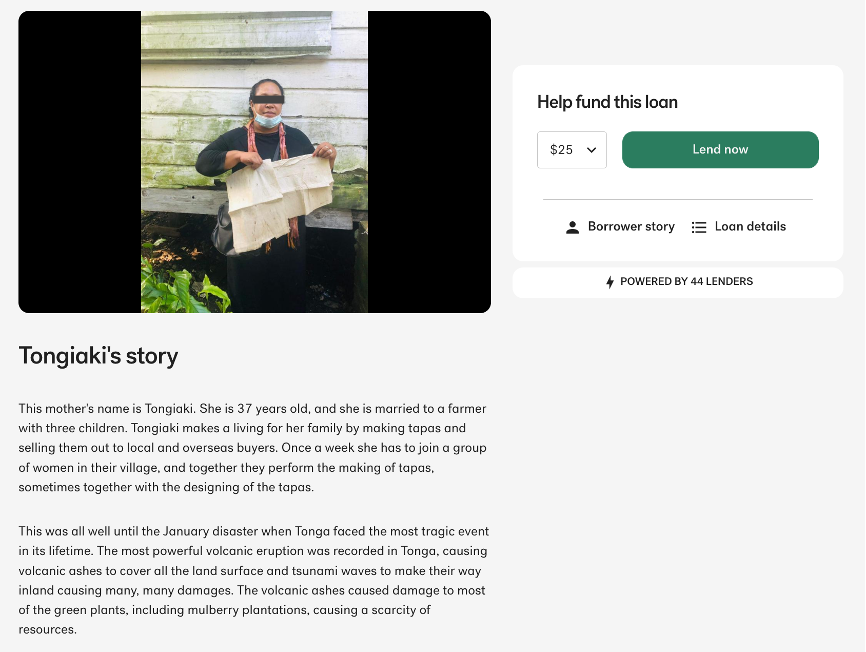 Help fund this loan
$25
Lend now
Borrower story
Loan details
POWERED BY 44 LENDERS
Tongiaki's story
This mother's name is Tongiaki. She is 37 years old, and she is married to a farmer
with three children. Tongiaki makes a living for her family by making tapas and
selling them out to local and overseas buyers. Once a week she has to join a group
of women in their village, and together they perform the making of tapas,
sometimes together with the designing of the tapas.
This was all well until the January disaster when Tonga faced the most tragic event
in its lifetime. The most powerful volcanic eruption was recorded in Tonga, causing
volcanic ashes to cover all the land surface and tsunami waves to make their way
inland causing many, many damages. The volcanic ashes caused damage to most
of the green plants, including mulberry plantations, causing a scarcity of
resources.